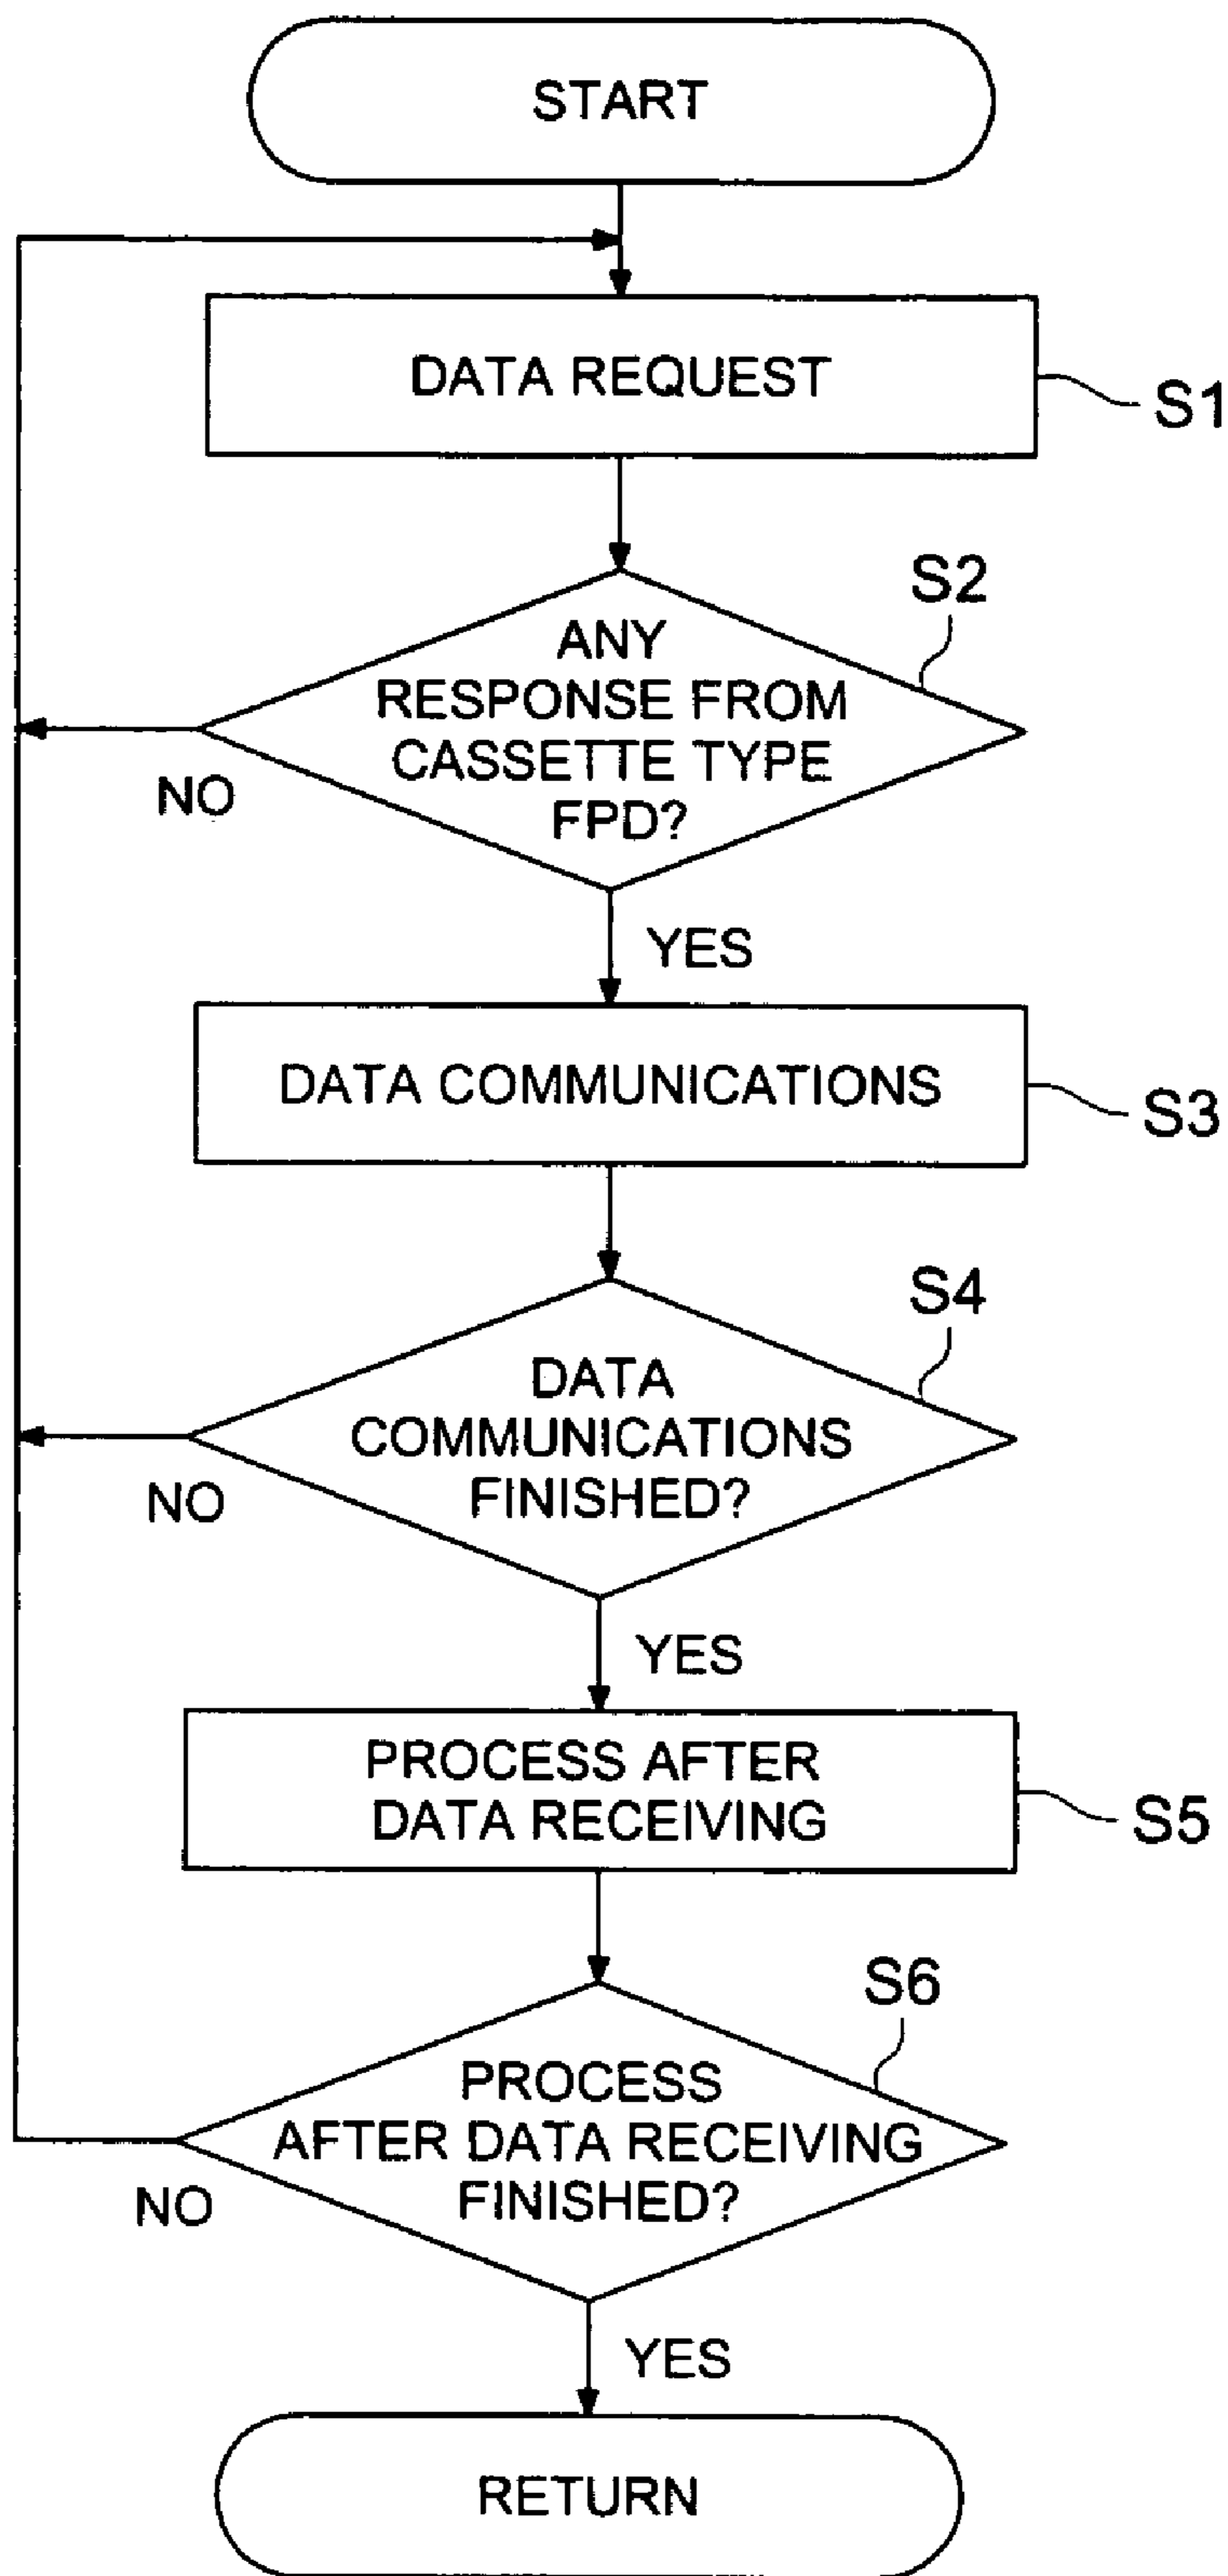 START
DATA REQUEST
S1
S2
ANY
RESPONSE FROM
CASSETTE TYPE
FPD?
NO
YES
DATA COMMUNICATIONS
S3
S4
DATA
COMMUNICATIONS
FINISHED?
NO
YES
PROCESS AFTER
DATA RECEIVING
S5
S6
PROCESS
AFTER DATA RECEIVING
FINISHED?
NO
YES
RETURN